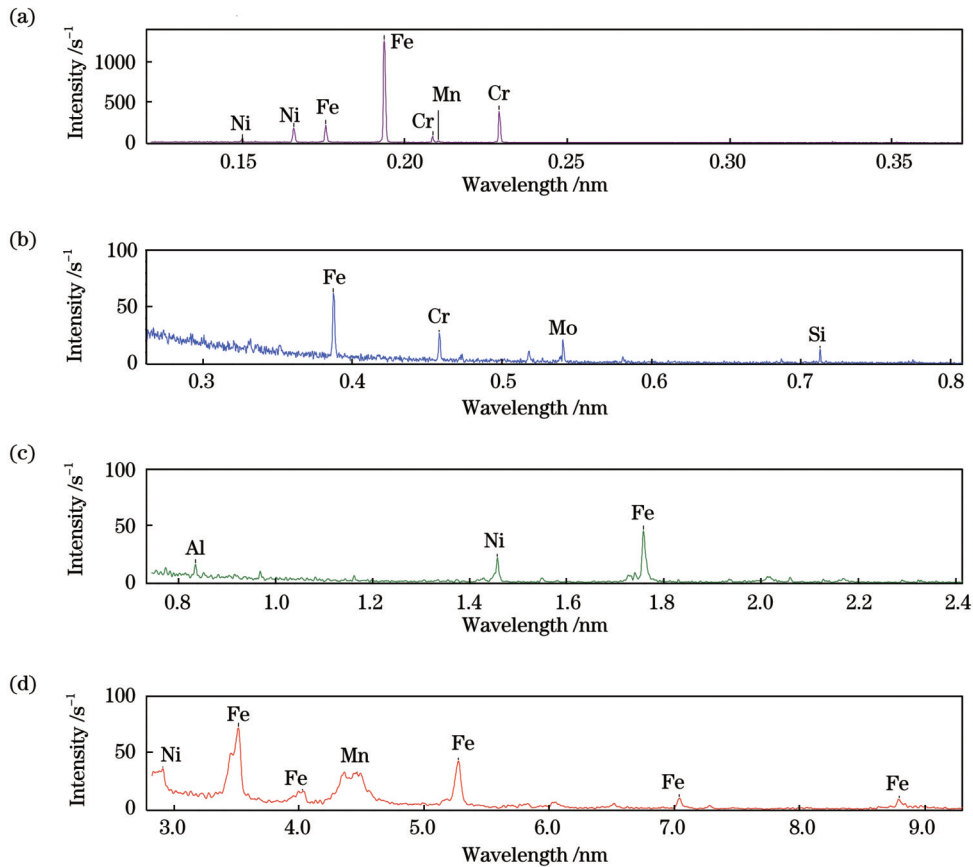 (a)
Intensity /s⁻¹
1000
500
0
Ni
Ni
Fe
Fe
Cr
Mn
Cr
0.15
0.20
0.25
0.30
0.35
Wavelength /nm
(b)
Intensity /s⁻¹
100
50
0
Fe
Cr
Mo
Si
0.3
0.4
0.5
0.6
0.7
0.8
Wavelength /nm
(c)
Intensity /s⁻¹
100
50
0
Al
Ni
Fe
0.8
1.0
1.2
1.4
1.6
1.8
2.0
2.2
2.4
Wavelength /nm
(d)
Intensity /s⁻¹
100
50
0
Ni
Fe
Fe
Mn
Fe
Fe
Fe
3.0
4.0
5.0
6.0
7.0
8.0
9.0
Wavelength /nm